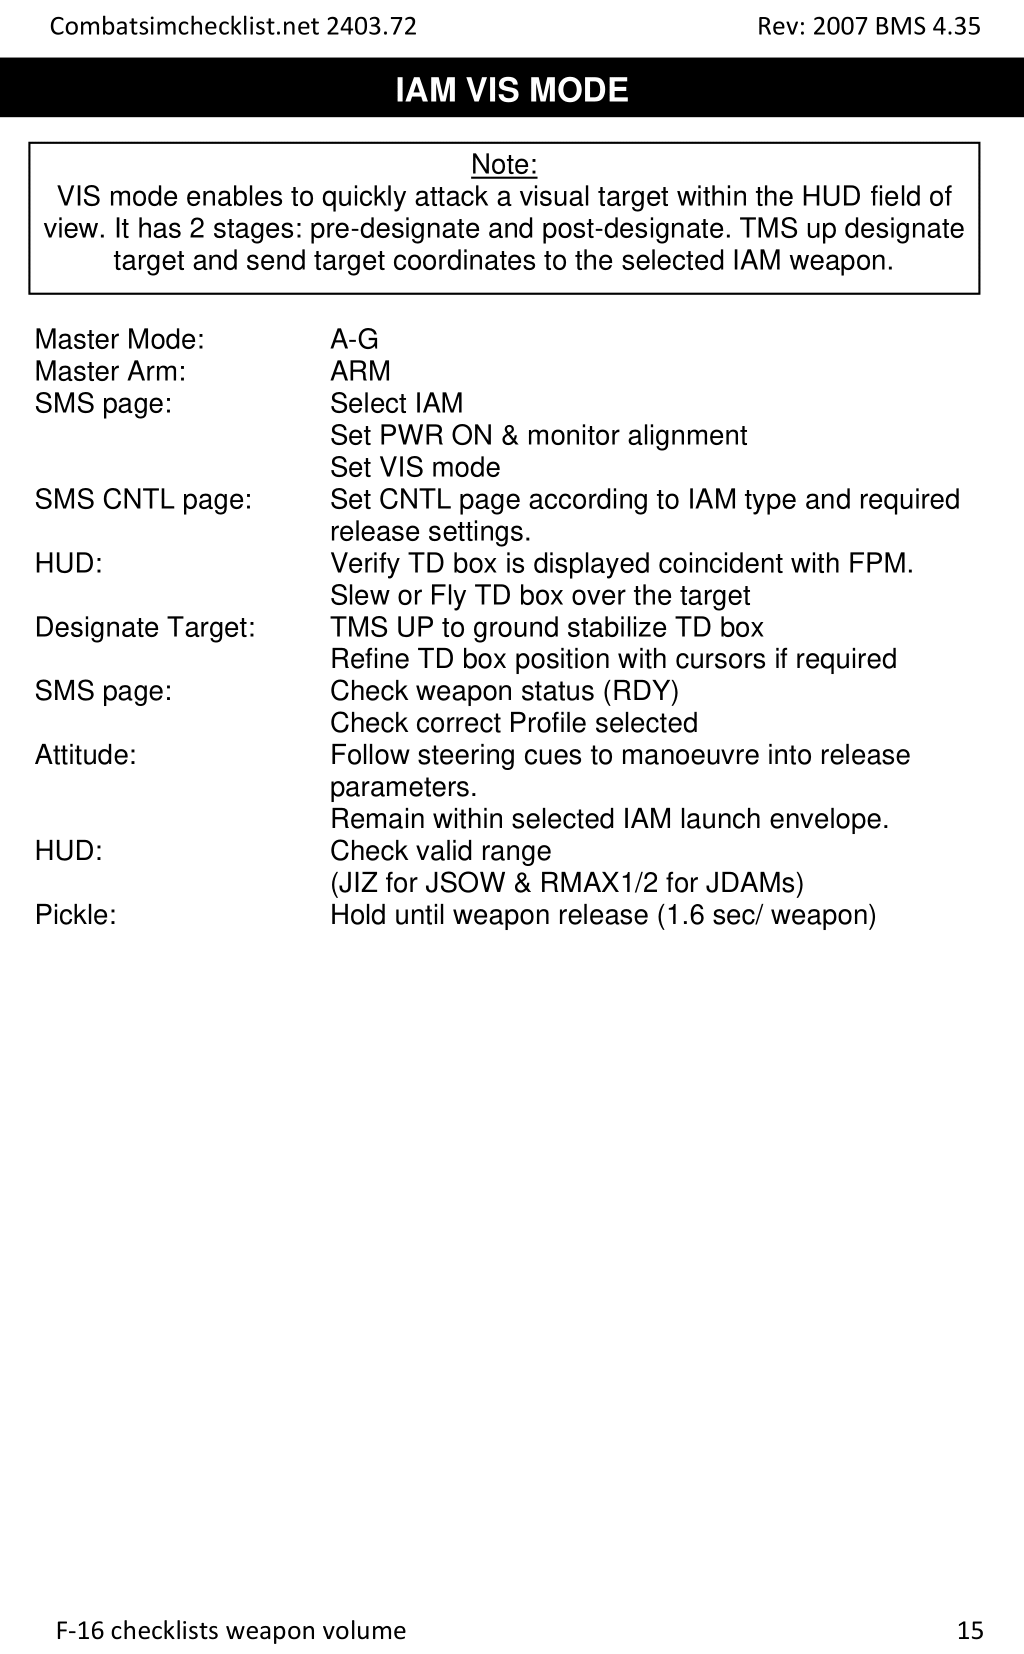 Combatsimchecklist.net 2403.72 Rev: 2007 BMS 4.35
IAM VIS MODE
Note:
VIS mode enables to quickly attack a visual target within the HUD field of
view. It has 2 stages: pre-designate and post-designate. TMS up designate
target and send target coordinates to the selected IAM weapon.
Master Mode: A-G
Master Arm: ARM
SMS page: Select IAM
Set PWR ON & monitor alignment
Set VIS mode
SMS CNTL page: Set CNTL page according to IAM type and required
release settings.
HUD: Verify TD box is displayed coincident with FPM.
Slew or Fly TD box over the target
Designate Target: TMS UP to ground stabilize TD box
Refine TD box position with cursors if required
SMS page: Check weapon status (RDY)
Check correct Profile selected
Attitude: Follow steering cues to manoeuvre into release
parameters.
Remain within selected IAM launch envelope.
HUD: Check valid range
(JIZ for JSOW & RMAX1/2 for JDAMs)
Pickle: Hold until weapon release (1.6 sec/ weapon)
F-16 checklists weapon volume 15